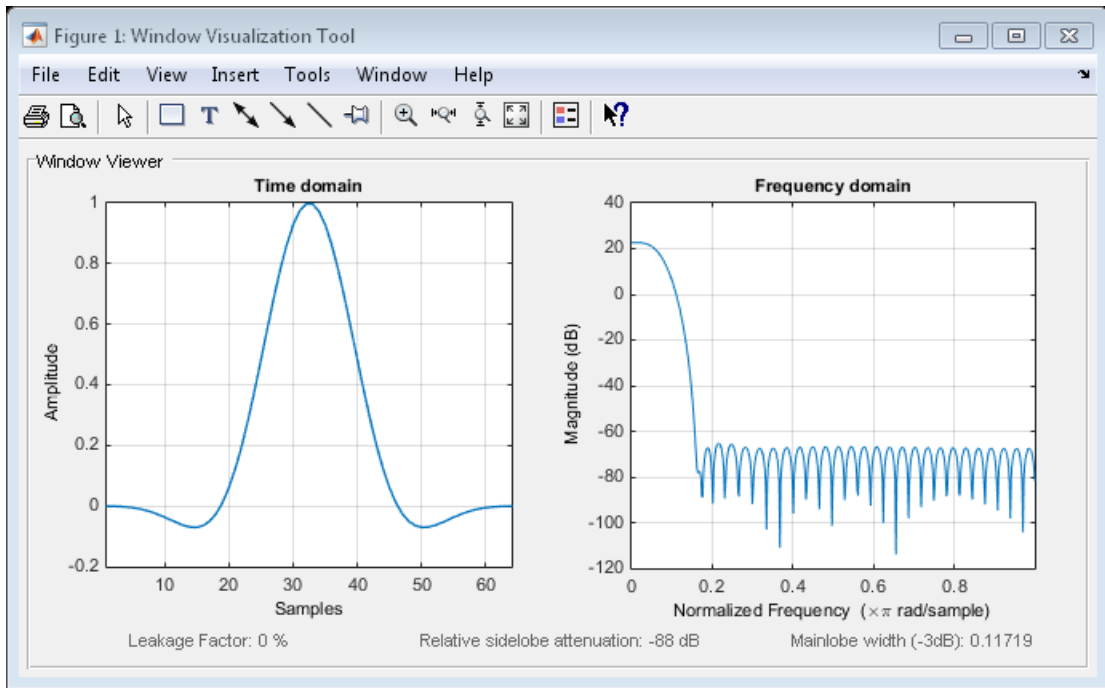 Figure 1: Window Visualization Tool
File Edit View Insert Tools Window Help
T
?
Window Viewer
Time domain
1
0.8
0.6
0.4
0.2
0
-0.2
Amplitude
10 20 30 40 50 60
Samples
Frequency domain
40
20
0
-20
-40
-60
-80
-100
-120
Magnitude (dB)
0 0.2 0.4 0.6 0.8
Normalized Frequency (×π rad/sample)
Leakage Factor: 0 % Relative sidelobe attenuation: -88 dB Mainlobe width (-3dB): 0.11719